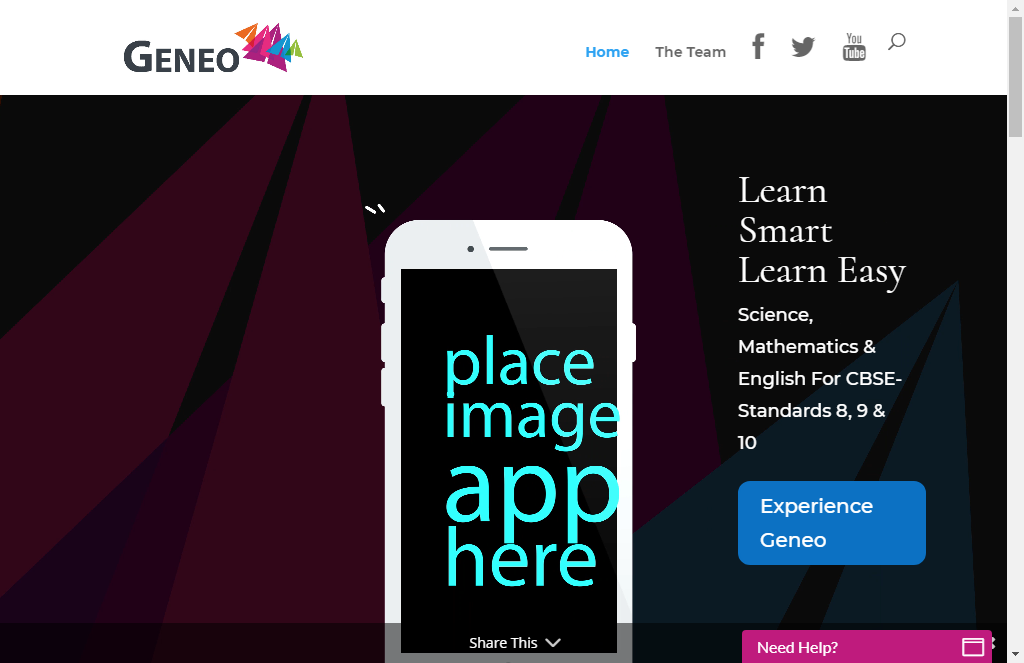 GENEO
Home
The Team
You
Tube
Learn
Smart
Learn Easy
Science,
Mathematics &
English For CBSE-
Standards 8, 9 &
10
place
image
app
here
Experience
Geneo
Share This
Need Help?